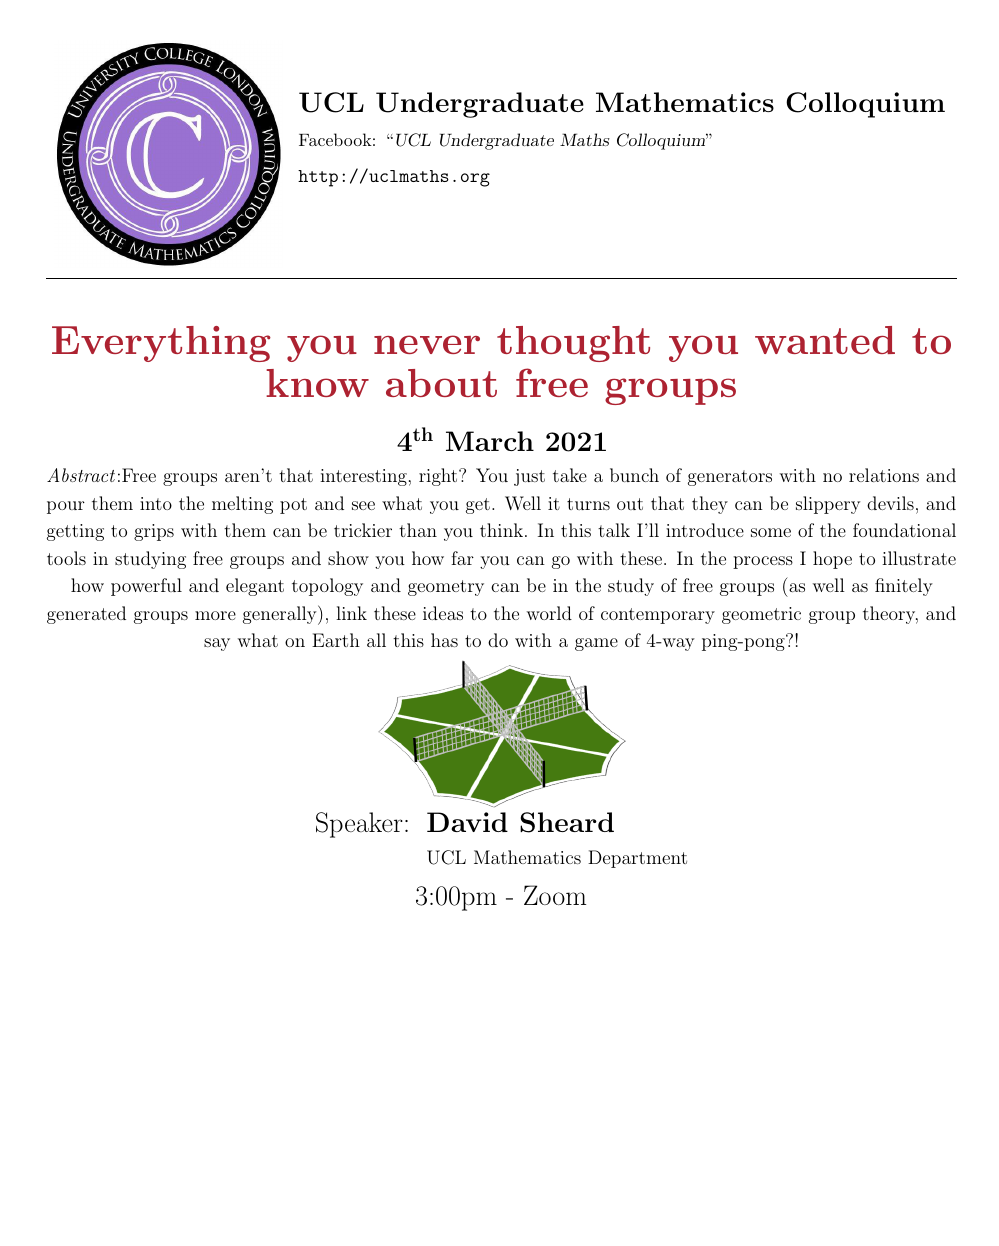 UNIVERSITY COLLEGE LONDON
UNDERGRADUATE MATHEMATICS COLLOQUIUM
C
UCL Undergraduate Mathematics Colloquium
Facebook: “UCL Undergraduate Maths Colloquium”
http://uclmaths.org
Everything you never thought you wanted to
know about free groups
4th March 2021
Abstract:Free groups aren’t that interesting, right? You just take a bunch of generators with no relations and
pour them into the melting pot and see what you get. Well it turns out that they can be slippery devils, and
getting to grips with them can be trickier than you think. In this talk I’ll introduce some of the foundational
tools in studying free groups and show you how far you can go with these. In the process I hope to illustrate
how powerful and elegant topology and geometry can be in the study of free groups (as well as finitely
generated groups more generally), link these ideas to the world of contemporary geometric group theory, and
say what on Earth all this has to do with a game of 4-way ping-pong?!
Speaker: David Sheard
UCL Mathematics Department
3:00pm - Zoom